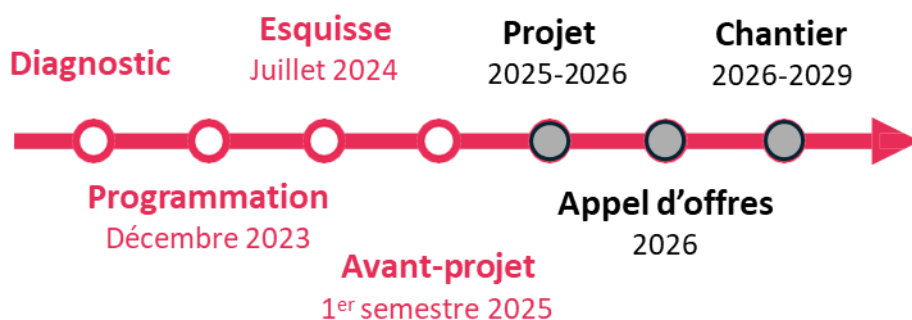 Diagnostic
Programmation
Décembre 2023
Esquisse
Juillet 2024
Avant-projet
1er semestre 2025
Projet
2025-2026
Appel d’offres
2026
Chantier
2026-2029